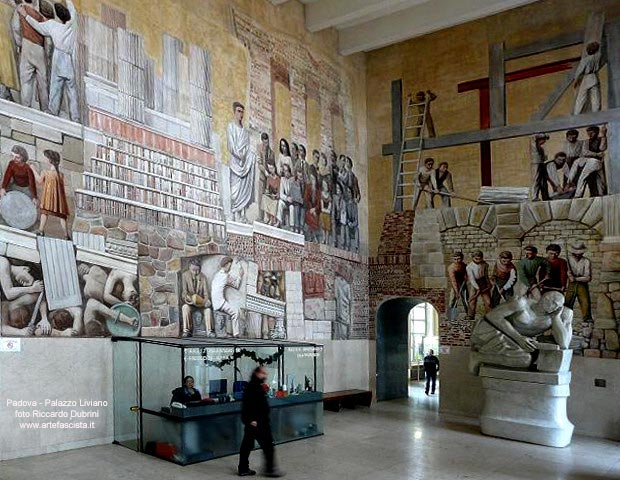 Padova - Palazzo Liviano
foto Riccardo Dubrini
www.artefascista.it